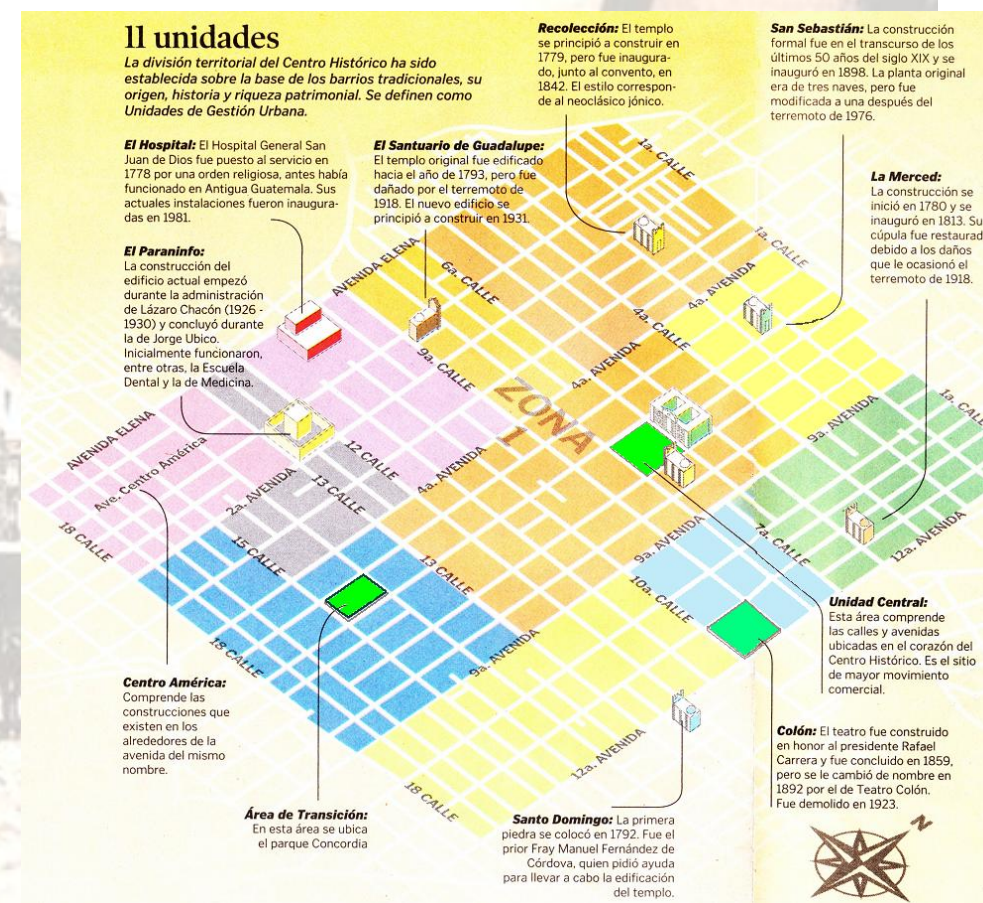 11 unidades
La división territorial del Centro Histórico ha sido
establecida sobre la base de los barrios tradicionales, su
origen, historia y riqueza patrimonial. Se definen como
Unidades de Gestión Urbana.
Recolección: El templo
se principió a construir en
1779, pero fue inaugura-
do, junto al convento, en
1842. El estilo correspon-
de al neoclásico jónico.
San Sebastián: La construcción
formal fue en el transcurso de los
últimos 50 años del siglo XIX y se
inauguró en 1898. La planta original
era de tres naves, pero fue
modificada a una después del
terremoto de 1976.
El Hospital: El Hospital General San
Juan de Dios fue puesto al servicio en
1778 por una orden religiosa, antes había
funcionado en Antigua Guatemala. Sus
actuales instalaciones fueron inaugura-
das en 1981.
El Santuario de Guadalupe:
El templo original fue edificado
hacia el año de 1793, pero fue
dañado por el terremoto de
1918. El nuevo edificio se
principió a construir en 1931.
La Merced:
La construcción se
inició en 1780 y se
inauguró en 1813. Su
cúpula fue restaurad
debido a los daños
que le ocasionó el
terremoto de 1918.
El Paraninfo:
La construcción del
edificio actual empezó
durante la administración
de Lázaro Chacón (1926 -
1930) y concluyó durante
la de Jorge Ubico.
Inicialmente funcionaron,
entre otras, la Escuela
Dental y la de Medicina.
1a. CALLE
1a. CALLE
AVENIDA ELENA
6a. CALLE
4a. AVENIDA
4a. CALLE
9a. CALLE
4a. AVENIDA
ZONA
1
1a. CALL
9a. AVENIDA
AVENIDA ELENA
Ave. Centro América
12 CALLE
4a. AVENIDA
2a. AVENIDA
13 CALLE
18 CALLE
15 CALLE
13 CALLE
9a. AVENIDA
7a. CALLE
12a. AVENIDA
10a. CALLE
18 CALLE
9a. AVENIDA
12a. AVENIDA
18 CALLE
Unidad Central:
Esta área comprende
las calles y avenidas
ubicadas en el corazón del
Centro Histórico. Es el sitio
de mayor movimiento
comercial.
Centro América:
Comprende las
construcciones que
existen en los
alrededores de la
avenida del mismo
nombre.
Colón: El teatro fue construido
en honor al presidente Rafael
Carrera y fue concluido en 1859,
pero se le cambió de nombre en
1892 por el de Teatro Colón.
Fue demolido en 1923.
Área de Transición:
En esta área se ubica
el parque Concordia
Santo Domingo: La primera
piedra se colocó en 1792. Fue el
prior Fray Manuel Fernández de
Córdova, quien pidió ayuda
para llevar a cabo la edificación
del templo.
N